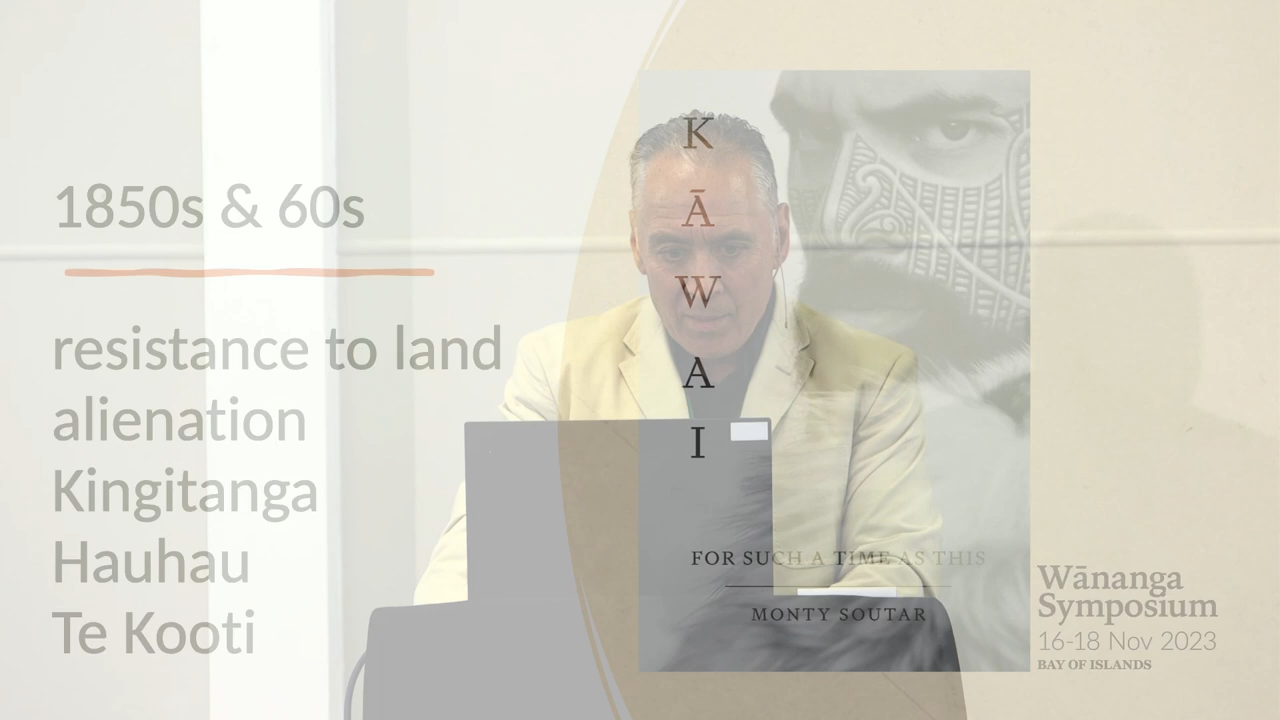 1850s & 60s
resistance to land
alienation
Kingitanga
Hauhau
Te Kooti
KĀWAI
FOR SUCH A TIME AS THIS
MONTY SOUTAR
Wānanga
Symposium
16-18 Nov 2023
BAY OF ISLANDS